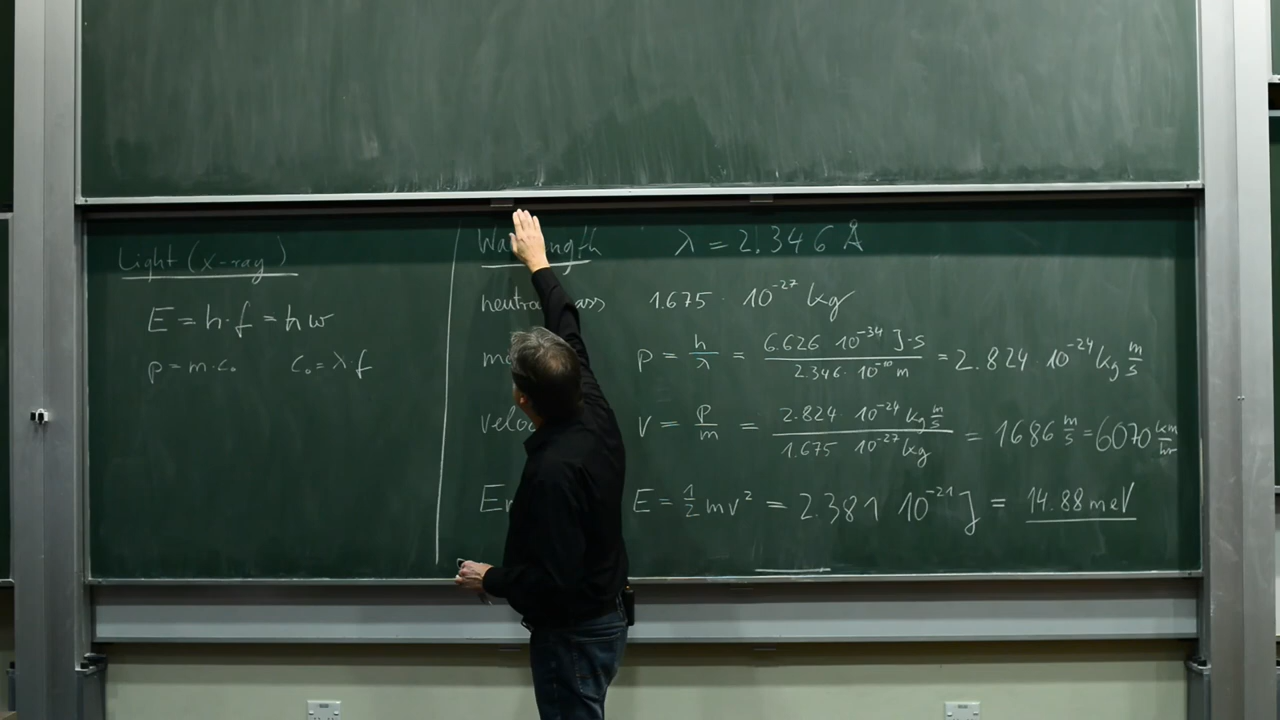 Light (x-ray)
E = h·f = ħω
p = m·c₀ c₀ = λ f
λ = 2.346 Å
1.675 · 10⁻²⁷ kg
p = h/λ = 6.626 10⁻³⁴ J·s / 2.346 · 10⁻¹⁰ m = 2.824 · 10⁻²⁴ kg m/s
v = p/m = 2.824 10⁻²⁴ kg m/s / 1.675 10⁻²⁷ kg = 1686 m/s = 6070 km/hr
E = 1/2 mv² = 2.381 10⁻²¹ J = 14.88 meV